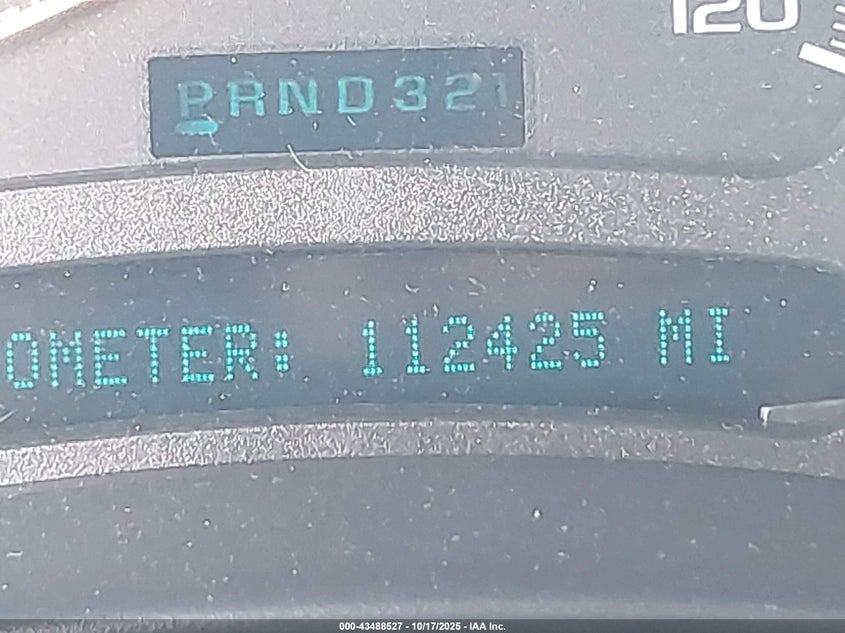 120
PRND321
OMETER: 112425 MI
000-43488527 - 10/17/2025 - IAA Inc.